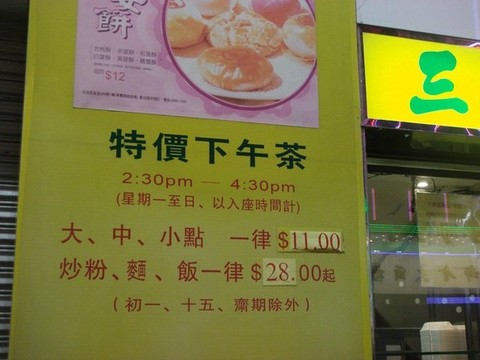 餅
$12
三
特價下午茶
2:30pm — 4:30pm
(星期一至日、以入座時間計)
大、中、小點 一律 $11.00
炒粉、麵、飯一律 $28.00起
(初一、十五、齋期除外)